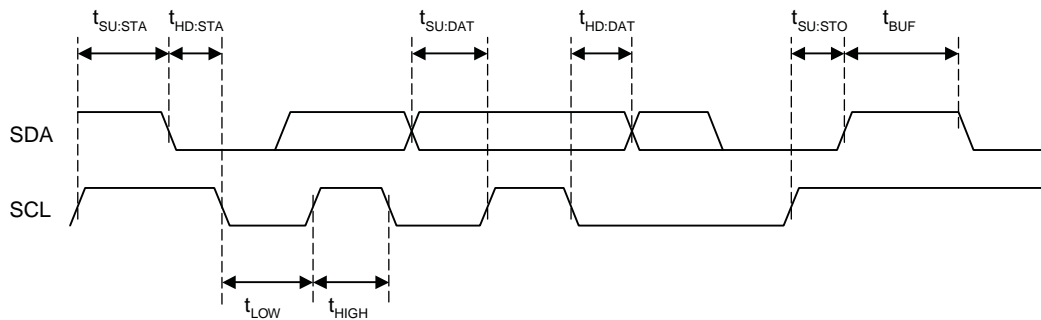 tSU:STA tHD:STA tSU:DAT tHD:DAT tSU:STO tBUF
SDA
SCL
tLOW tHIGH